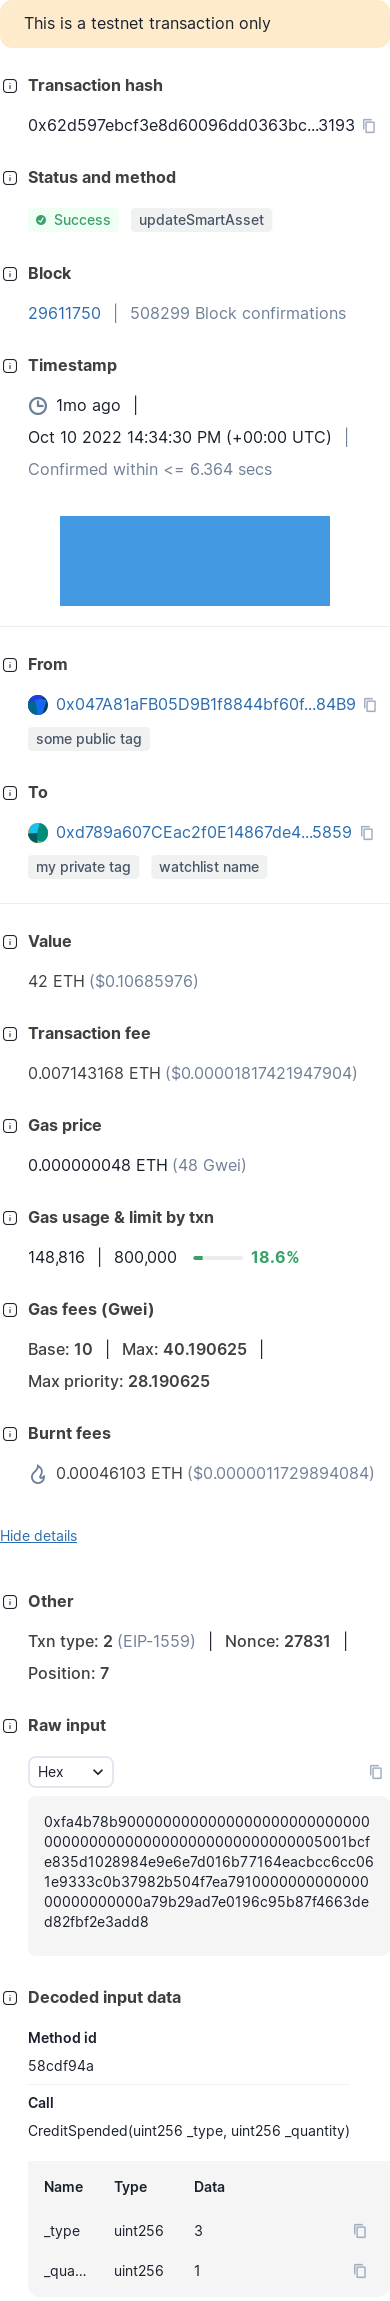 This is a testnet transaction only
Transaction hash
0x62d597ebcf3e8d60096dd0363bc...3193
Status and method
Success updateSmartAsset
Block
29611750 | 508299 Block confirmations
Timestamp
1mo ago |
Oct 10 2022 14:34:30 PM (+00:00 UTC) |
Confirmed within <= 6.364 secs
From
0x047A81aFB05D9B1f8844bf60f...84B9
some public tag
To
0xd789a607CEac2f0E14867de4...5859
my private tag watchlist name
Value
42 ETH ($0.10685976)
Transaction fee
0.007143168 ETH ($0.00001817421947904)
Gas price
0.000000048 ETH (48 Gwei)
Gas usage & limit by txn
148,816 | 800,000 18.6%
Gas fees (Gwei)
Base: 10 | Max: 40.190625 |
Max priority: 28.190625
Burnt fees
0.00046103 ETH ($0.0000011729894084)
Hide details
Other
Txn type: 2 (EIP-1559) | Nonce: 27831 |
Position: 7
Raw input
Hex
0xfa4b78b90000000000000000000000000000
00000000000000000000000000000005001bcf
e835d1028984e9e6e7d016b77164eacbcc6cc06
1e9333c0b37982b504f7ea7910000000000000
00000000000a79b29ad7e0196c95b87f4663de
d82fbf2e3add8
Decoded input data
Method id
58cdf94a
Call
CreditSpended(uint256 _type, uint256 _quantity)
Name Type Data
_type uint256 3
_qua... uint256 1